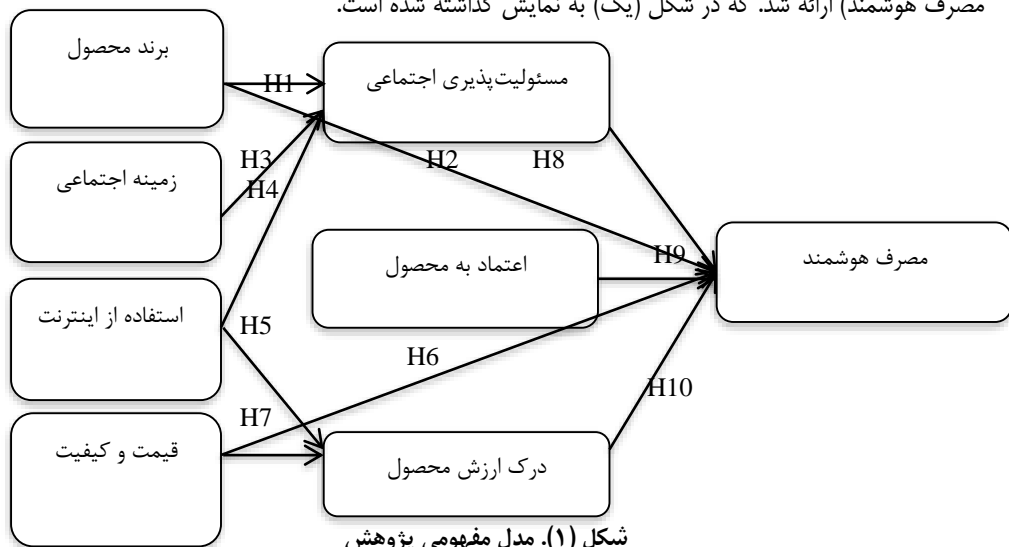 مصرف هوشمند) ارائه شد. که در شکل (یک) به نمایش گذاشته شده است.
برند محصول
مسئولیت‌پذیری اجتماعی
H1
H2
H8
H3
زمینه اجتماعی
H4
اعتماد به محصول
H9
مصرف هوشمند
استفاده از اینترنت
H5
H6
H10
H7
قیمت و کیفیت
درک ارزش محصول
شکل (۱). مدل مفهومی پژوهش